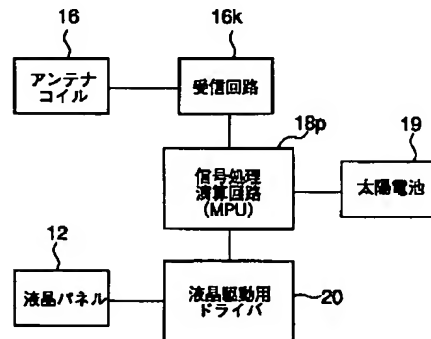 16
16k
アンテナ
コイル
受信回路
18p
19
信号処理
演算回路
(MPU)
太陽電池
12
液晶パネル
液晶駆動用
ドライバ
20